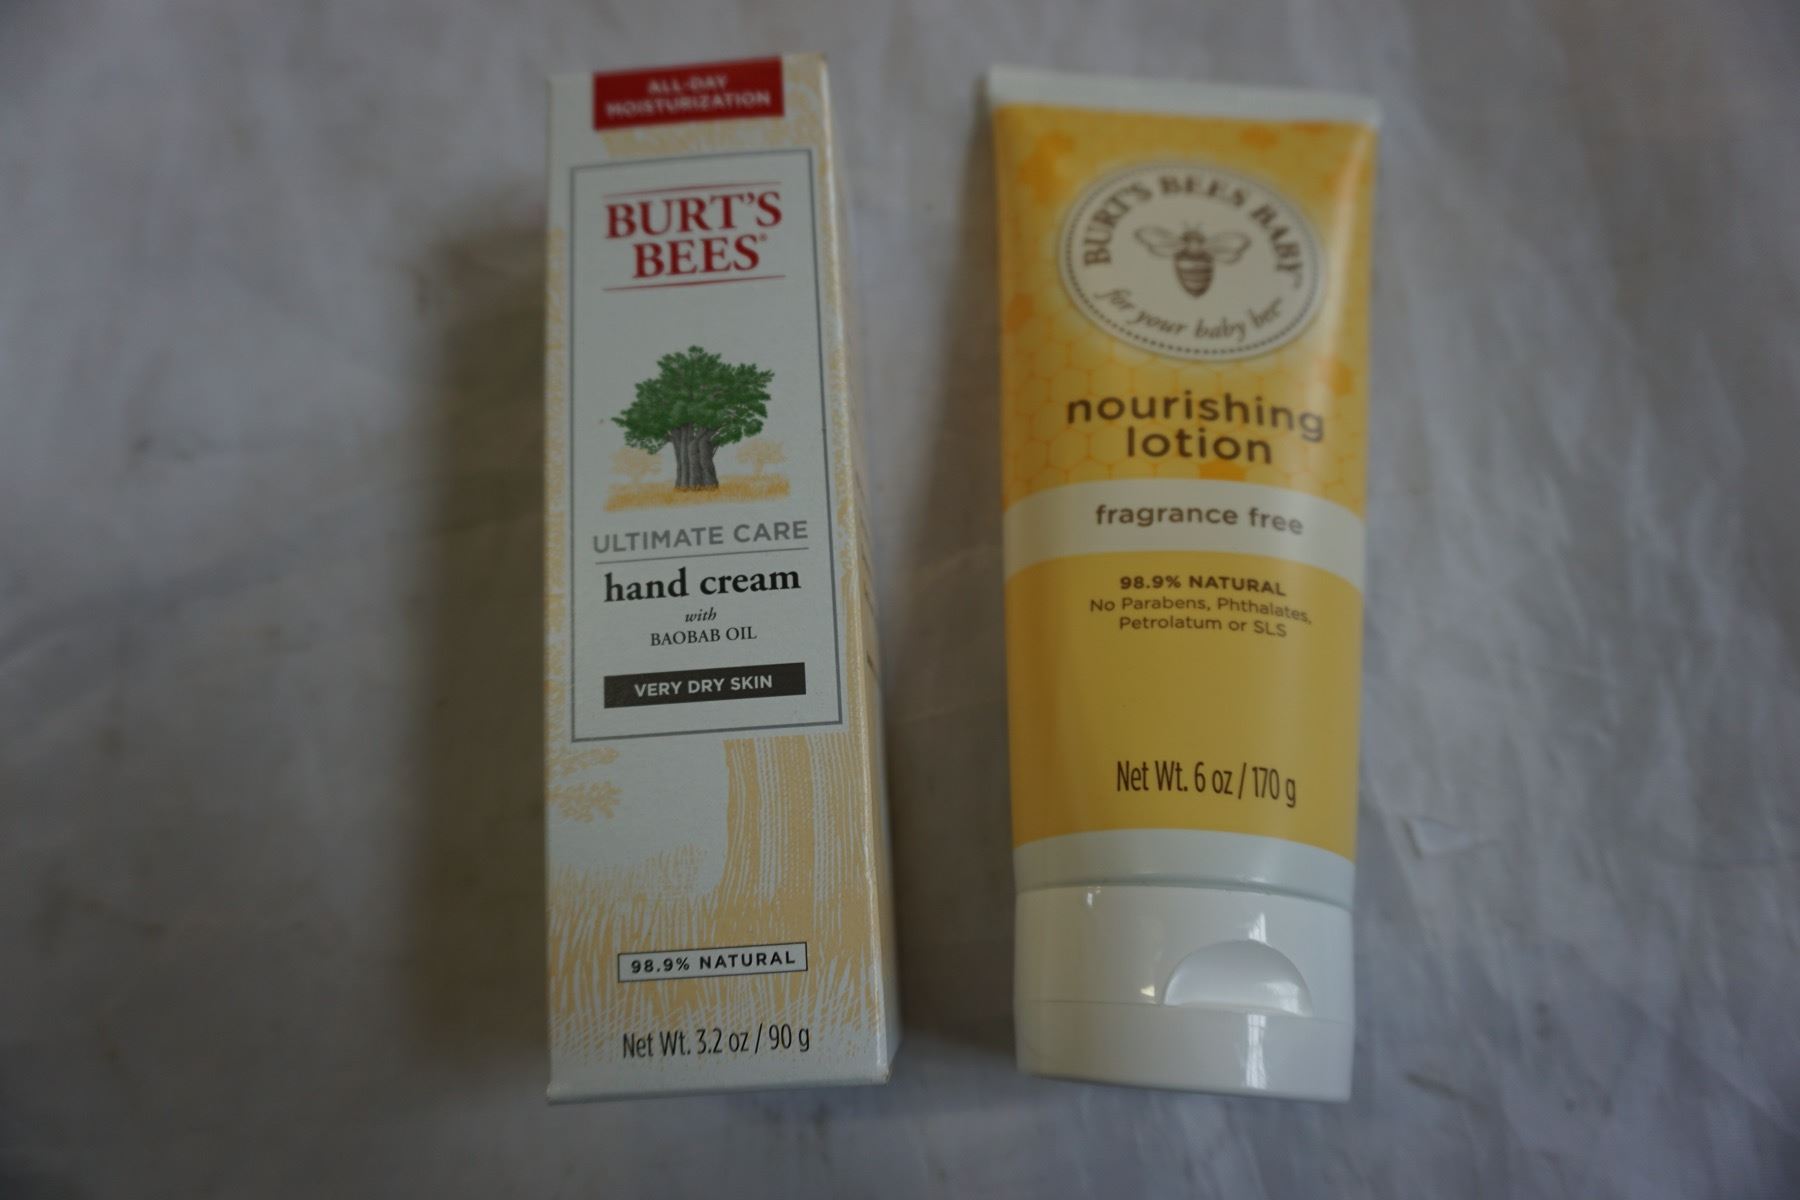 ALL-DAY
MOISTURIZATION
BURT'S
BEES®
ULTIMATE CARE
hand cream
with
BAOBAB OIL
VERY DRY SKIN
98.9% NATURAL
Net Wt. 3.2 oz / 90 g
BURT'S BEES BABY™
for your baby bee™
nourishing
lotion
fragrance free
98.9% NATURAL
No Parabens, Phthalates,
Petrolatum or SLS
Net Wt. 6 oz / 170 g